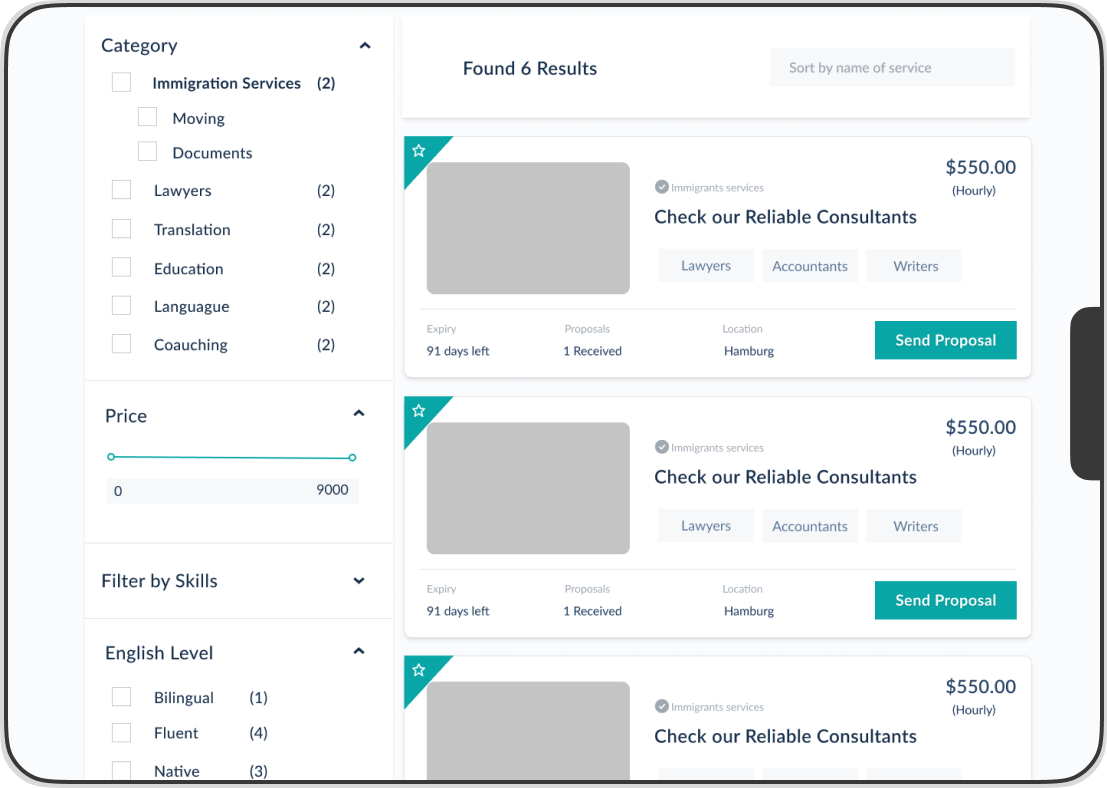 Category
Immigration Services (2)
Moving
Documents
Lawyers (2)
Translation (2)
Education (2)
Languague (2)
Coauching (2)
Price
0 9000
Filter by Skills
English Level
Bilingual (1)
Fluent (4)
Native (3)
Found 6 Results
Sort by name of service
$550.00
(Hourly)
Immigrants services
Check our Reliable Consultants
Lawyers Accountants Writers
Expiry Proposals Location
91 days left 1 Received Hamburg
Send Proposal
$550.00
(Hourly)
Immigrants services
Check our Reliable Consultants
Lawyers Accountants Writers
Expiry Proposals Location
91 days left 1 Received Hamburg
Send Proposal
$550.00
(Hourly)
Immigrants services
Check our Reliable Consultants